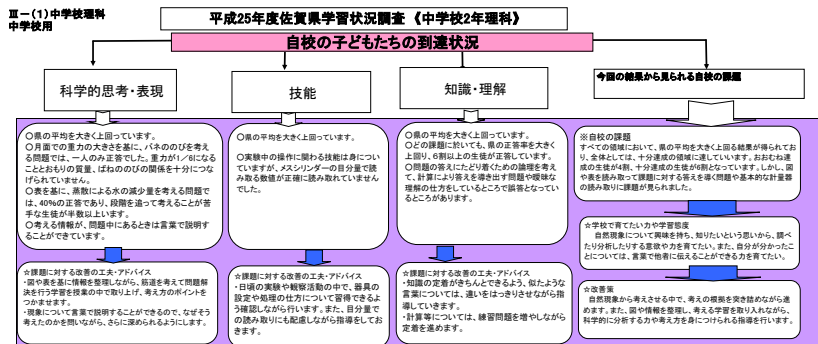 Ⅲ－(1)中学校理科
中学校用
平成25年度佐賀県学習状況調査 《中学校2年理科》
自校の子どもたちの到達状況
科学的思考・表現
○県の平均を大きく上回っています。
○月面での重力の大きさを基に、バネののびを考え
る問題では、一人のみ正答でした。重力が1／6になる
こととおもりの質量、ばねののびの関係を十分につな
げられていません。
○表を基に、蒸散による水の減少量を考える問題で
は、40%の正答であり、段階を追って考えることが苦
手な生徒が半数以上います。
○考える情報が、問題中にあるときは言葉で説明す
ることができています。
☆課題に対する改善の工夫・アドバイス
・図や表を基に情報を整理しながら、筋道を考えて問題解
決を行う学習を授業の中で取り上げ、考え方のポイントを
つかませます。
・現象について言葉で説明することができるので、なぜそう
考えたのかを問いながら、さらに深められるようにします。
技能
○県の平均を大きく上回っています。
○実験中の操作に関わる技能は身につい
ていますが、メスシリンダーの目分量で読み
取る数値が正確に読み取れていませんで
した。
☆課題に対する改善の工夫・アドバイス
・日頃の実験や観察活動の中で、器具の
設定や処理の仕方について習得できるよ
う確認しながら行います。また、目分量で
の読み取りにも配慮しながら指導をしてお
きます。
知識・理解
○県の平均を大きく上回っています。
○どの課題に於いても、県の正答率を大きく
上回り、6割以上の生徒が正答しています。
○問題の答えにたどり着くための論理を考え
て、計算により答えを導き出す問題や曖昧な
理解の仕方をしているところで誤答となってい
るところがあります。
☆課題に対する改善の工夫・アドバイス
・知識の定着がきちんとできるよう、似たような
言葉については、違いをはっきりさせながら指
導していきます。
・計算等については、練習問題を増やしながら
定着を進めます。
今回の結果から見られる自校の課題
※自校の課題
すべての領域において、県の平均を大きく上回る結果が得られてお
り、全体としては、十分達成の領域に達しています。おおむね達
成の生徒が4割、十分達成の生徒が6割となっています。しかし、図
や表を読み取って課題に対する答えを導く問題や基本的な計量器
の読み取りに課題が見られました。
☆学校で育てたい力や学習態度
自然現象について興味を持ち、知りたいという思いから、調べ
たり分析したりする意欲や力を育てたい。また、自分が分かったこ
とについては、言葉で他者に伝えることができる力を育てたい。
☆改善策
自然現象から考えさせる中で、考えの根拠を突き詰めながら進
めます。また、図や情報を整理し、考える学習を取り入れながら、
科学的に分析する力や考え方を身につけられる指導を行います。